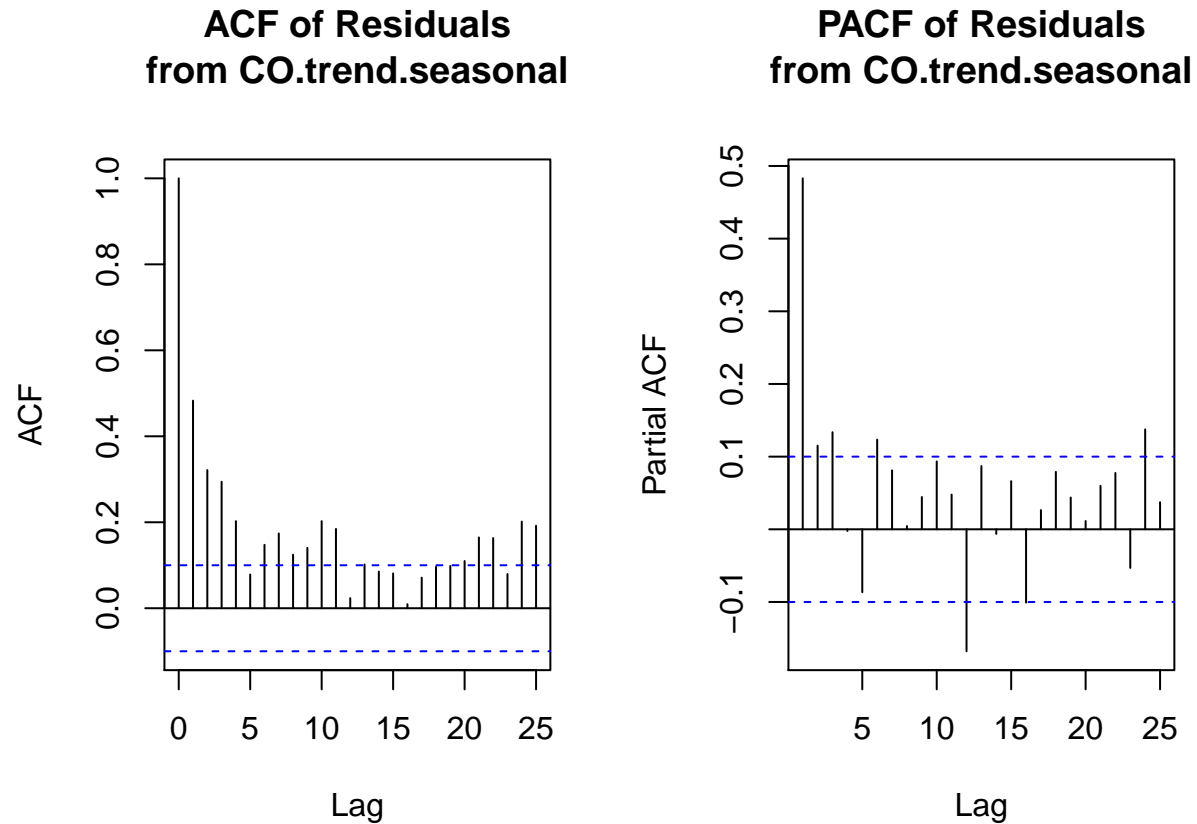 ACF of Residuals
from CO.trend.seasonal
ACF
1.0
0.8
0.6
0.4
0.2
0.0
0 5 10 15 20 25
Lag
PACF of Residuals
from CO.trend.seasonal
Partial ACF
0.5
0.4
0.3
0.2
0.1
−0.1
5 10 15 20 25
Lag